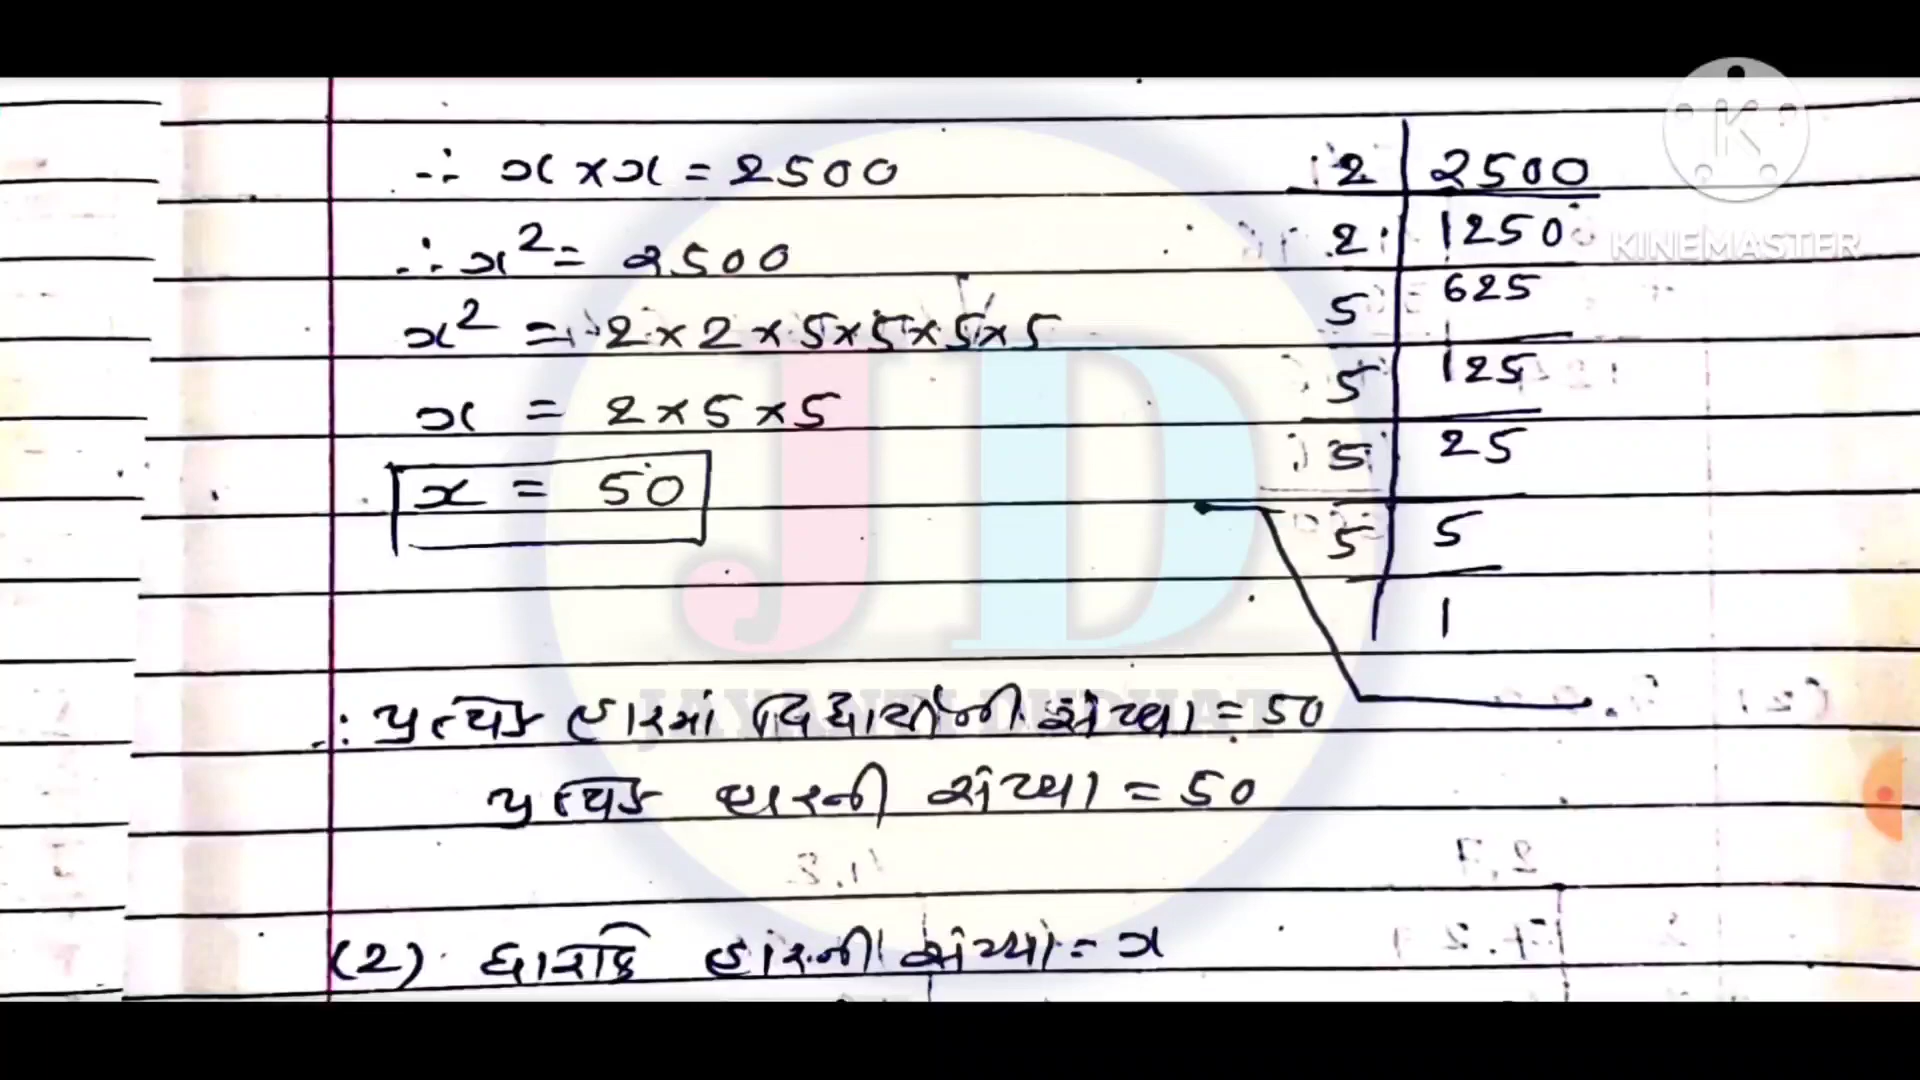 ∴ x × x = 2500
∴ x² = 2500
x² = 2 × 2 × 5 × 5 × 5 × 5
x = 2 × 5 × 5
x = 50
2 | 2500
2 | 1250
5 | 625
5 | 125
5 | 25
5 | 5
1
∴ પ્રત્યેક હારમાં વિદ્યાર્થીની સંખ્યા = 50
પ્રત્યેક હારની સંખ્યા = 50
(2) ધારોકે હારની સંખ્યા = x
KINEMASTER
JD